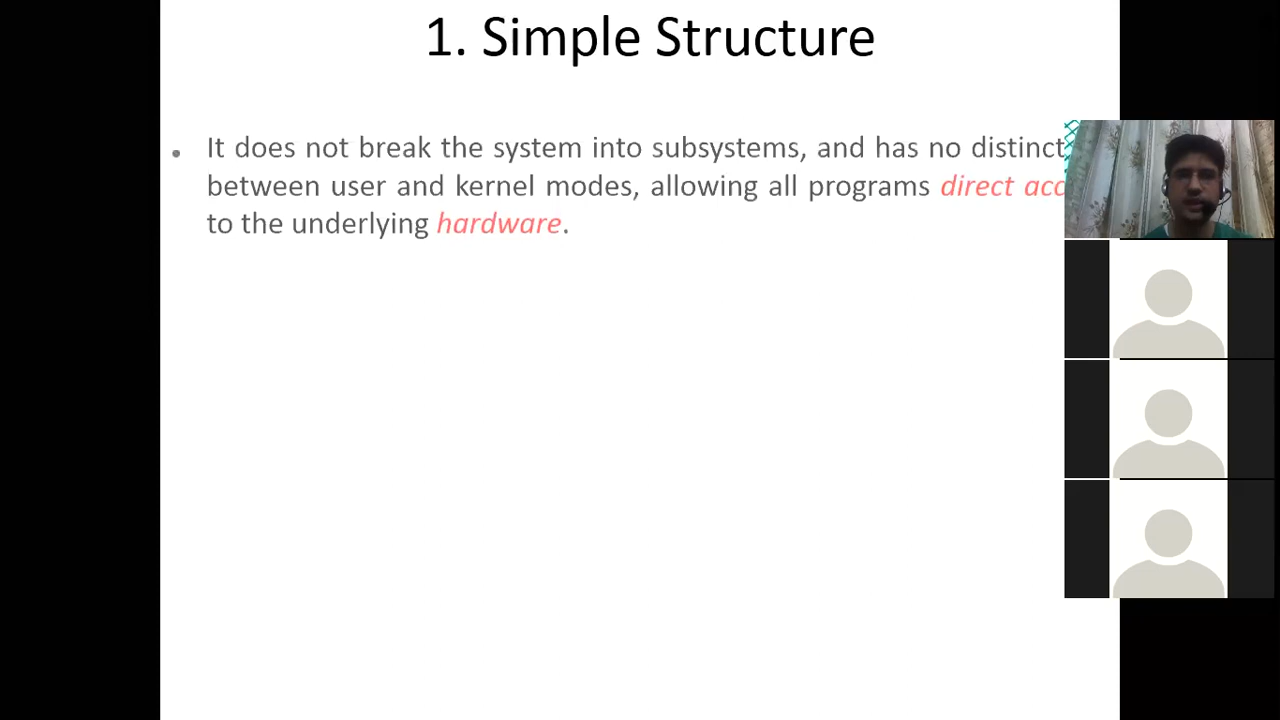 1. Simple Structure
• It does not break the system into subsystems, and has no distinct
between user and kernel modes, allowing all programs direct acc
to the underlying hardware.